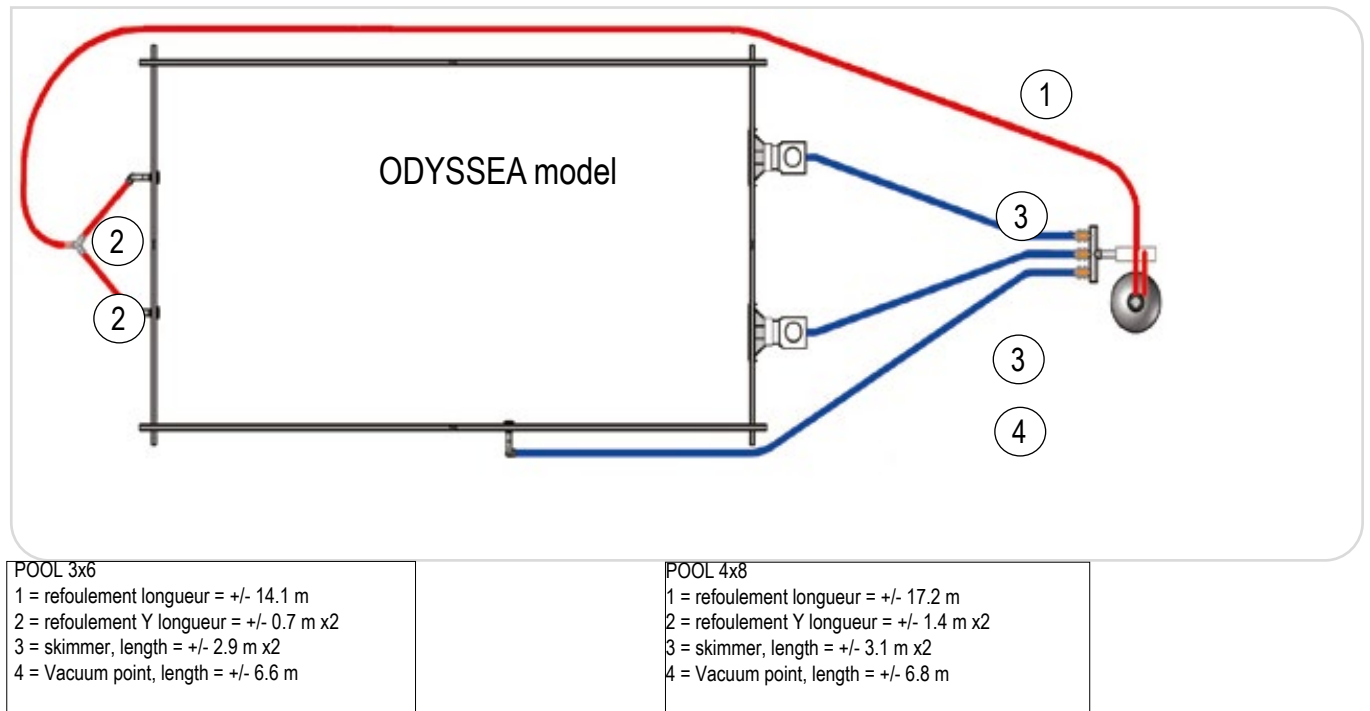 1
ODYSSEA model
3
2
2
3
4
POOL 3x6
1 = refoulement longueur = +/- 14.1 m
2 = refoulement Y longueur = +/- 0.7 m x2
3 = skimmer, length = +/- 2.9 m x2
4 = Vacuum point, length = +/- 6.6 m
POOL 4x8
1 = refoulement longueur = +/- 17.2 m
2 = refoulement Y longueur = +/- 1.4 m x2
3 = skimmer, length = +/- 3.1 m x2
4 = Vacuum point, length = +/- 6.8 m